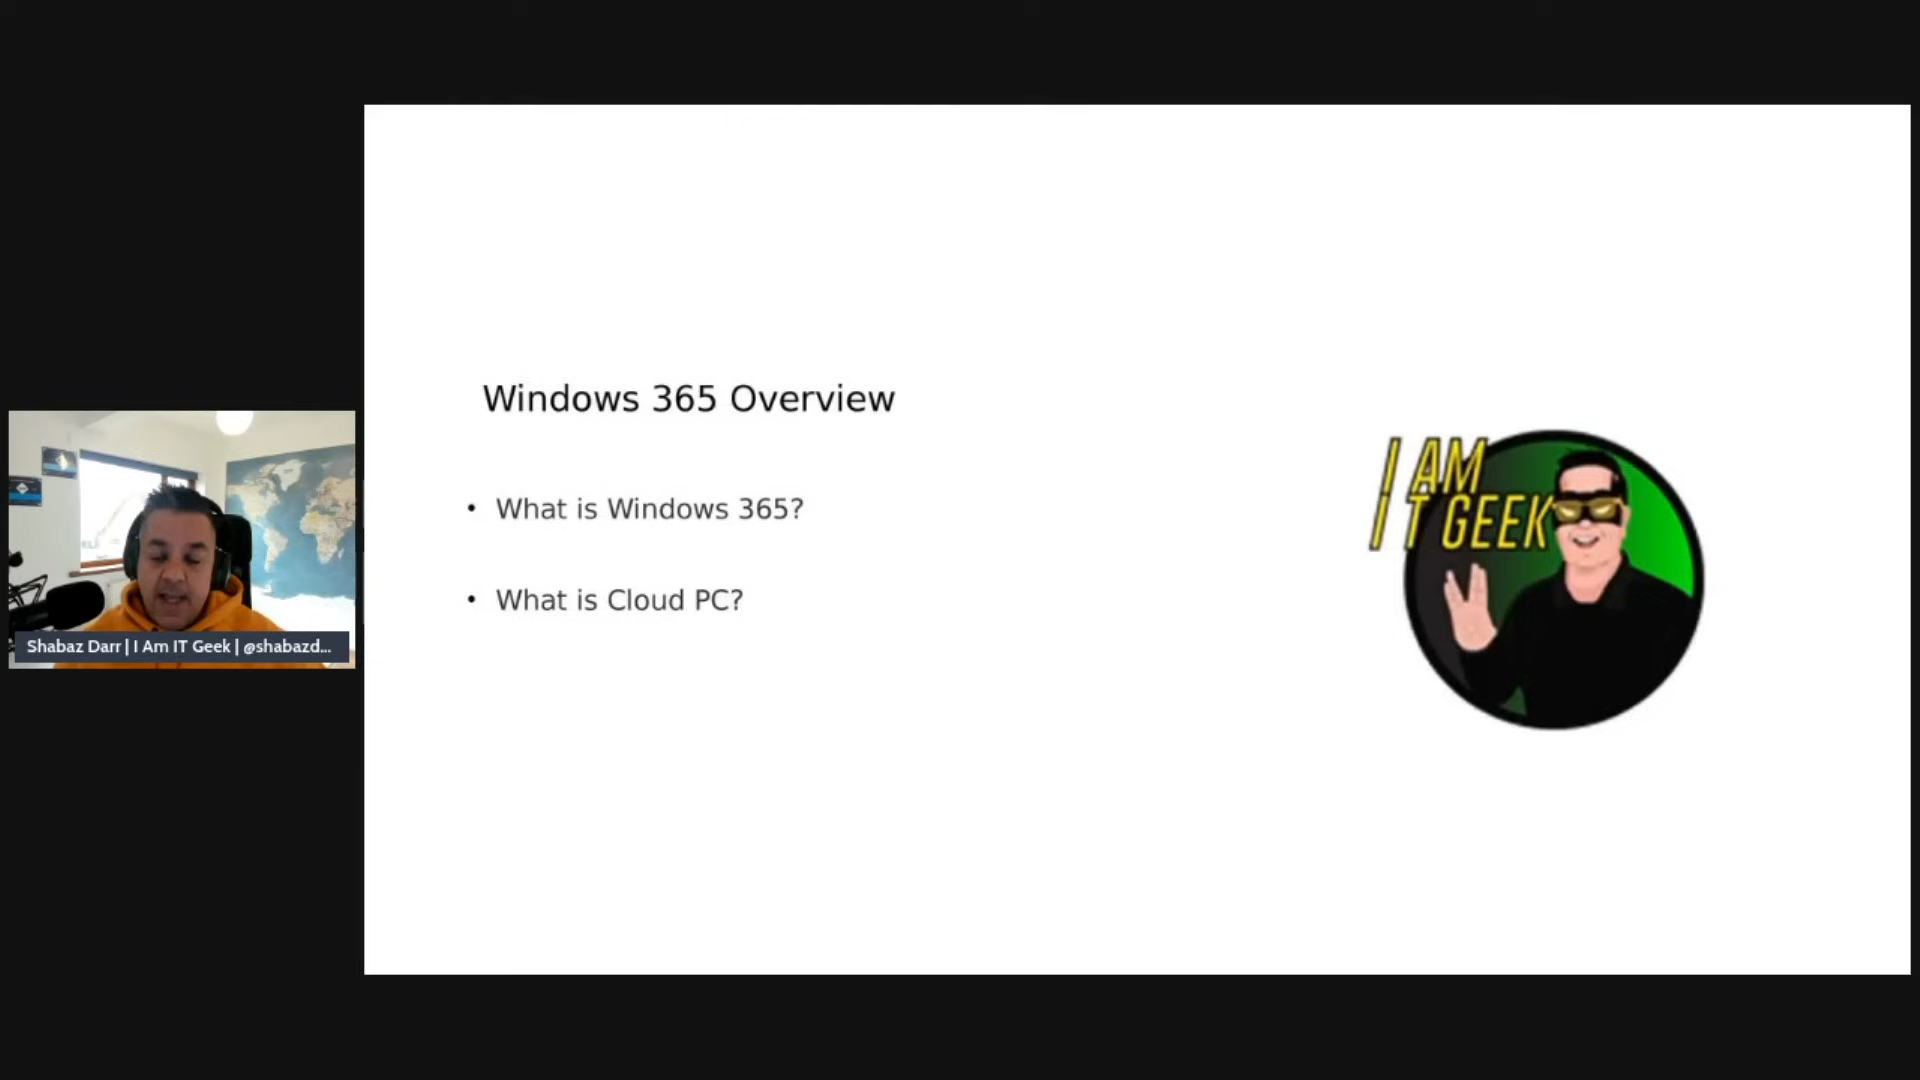 Windows 365 Overview
• What is Windows 365?
• What is Cloud PC?
I AM
IT GEEK
Shabaz Darr | I Am IT Geek | @shabazd...